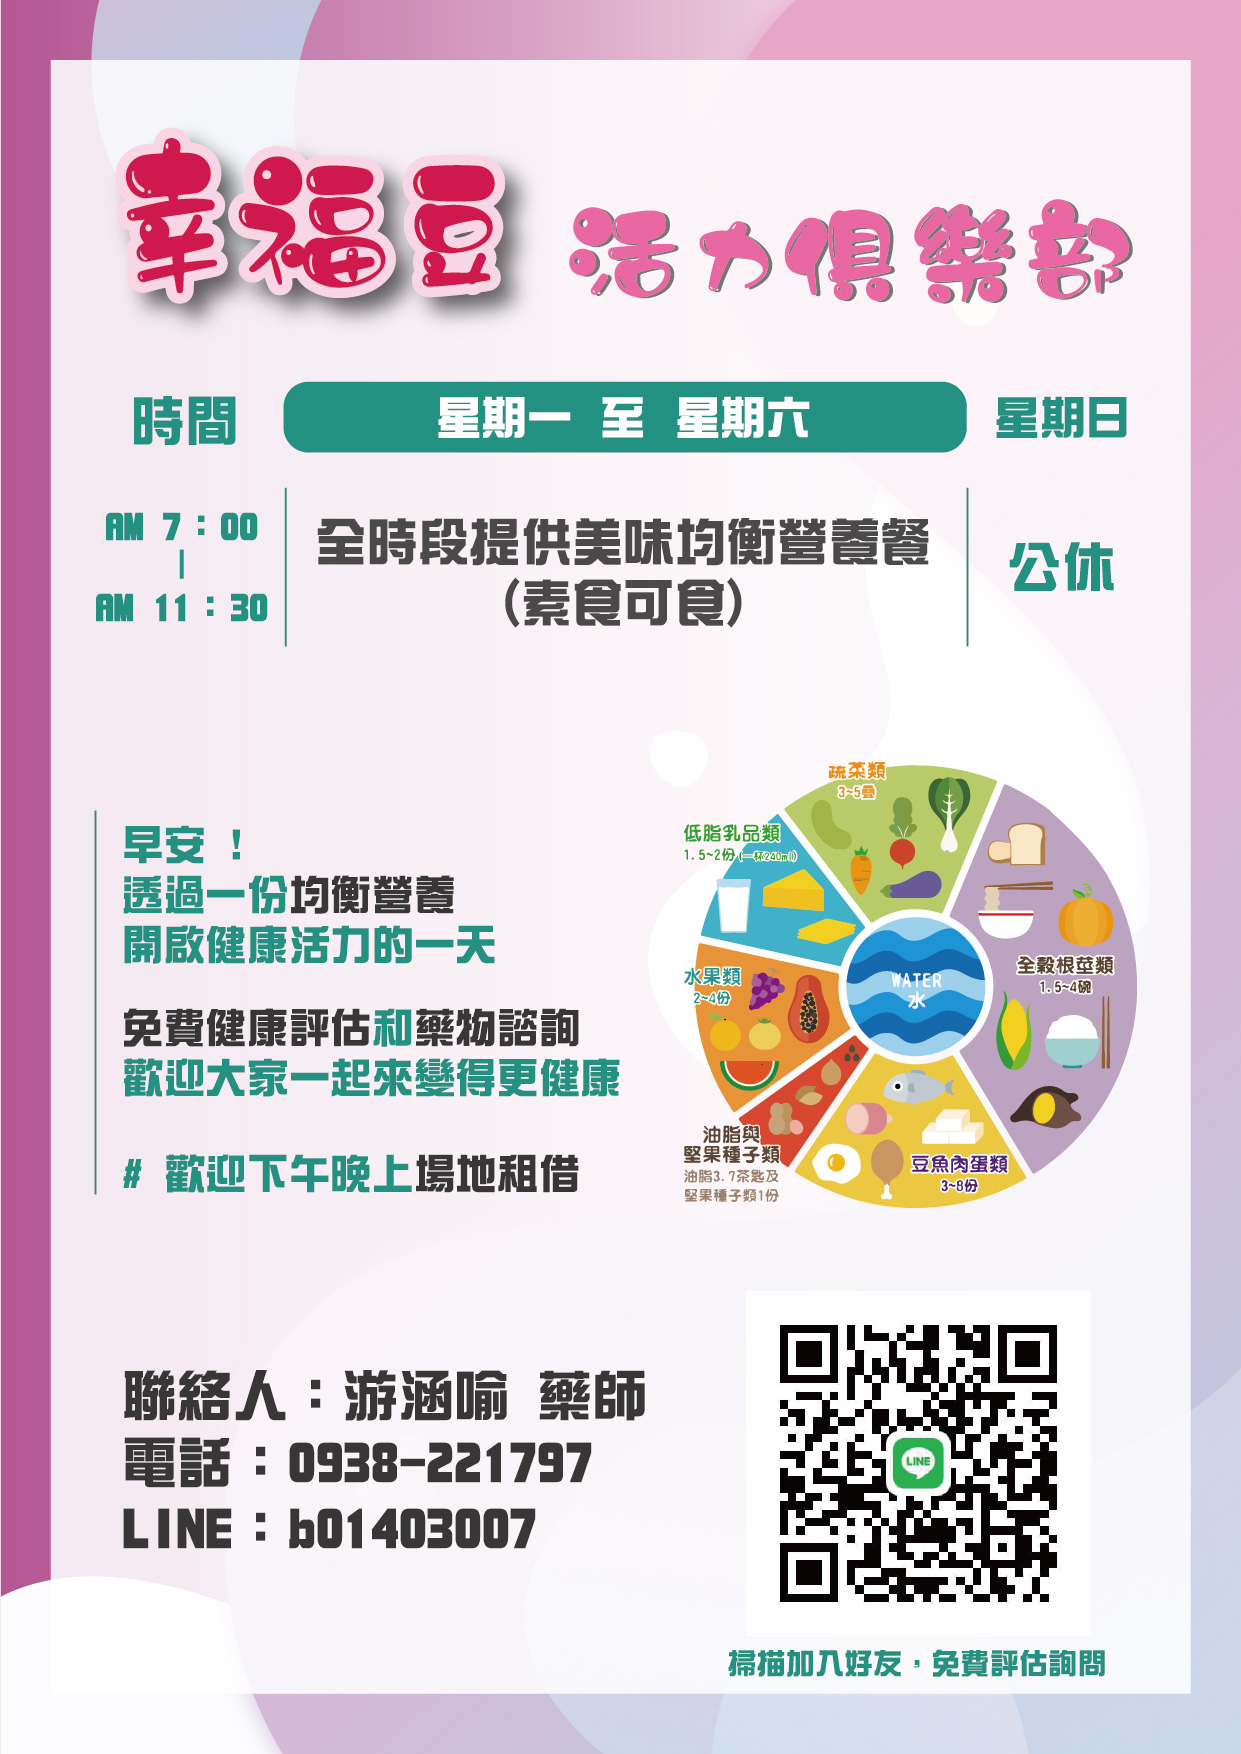 幸福豆 活力俱樂部
時間 星期一 至 星期六 星期日
AM 7：00
|
AM 11：30
全時段提供美味均衡營養餐
(素食可食)
公休
早安 !
透過一份均衡營養
開啟健康活力的一天
免費健康評估和藥物諮詢
歡迎大家一起來變得更健康
# 歡迎下午晚上場地租借
蔬菜類
3~5疊
低脂乳品類
1.5~2份(一杯240ml)
水果類
2~4份
WATER
水
全穀根莖類
1.5~4碗
油脂與
堅果種子類
油脂3.7茶匙及
堅果種子類1份
豆魚肉蛋類
3~8份
聯絡人：游涵喻 藥師
電話：0938-221797
LINE：b01403007
LINE
掃描加入好友，免費評估詢問